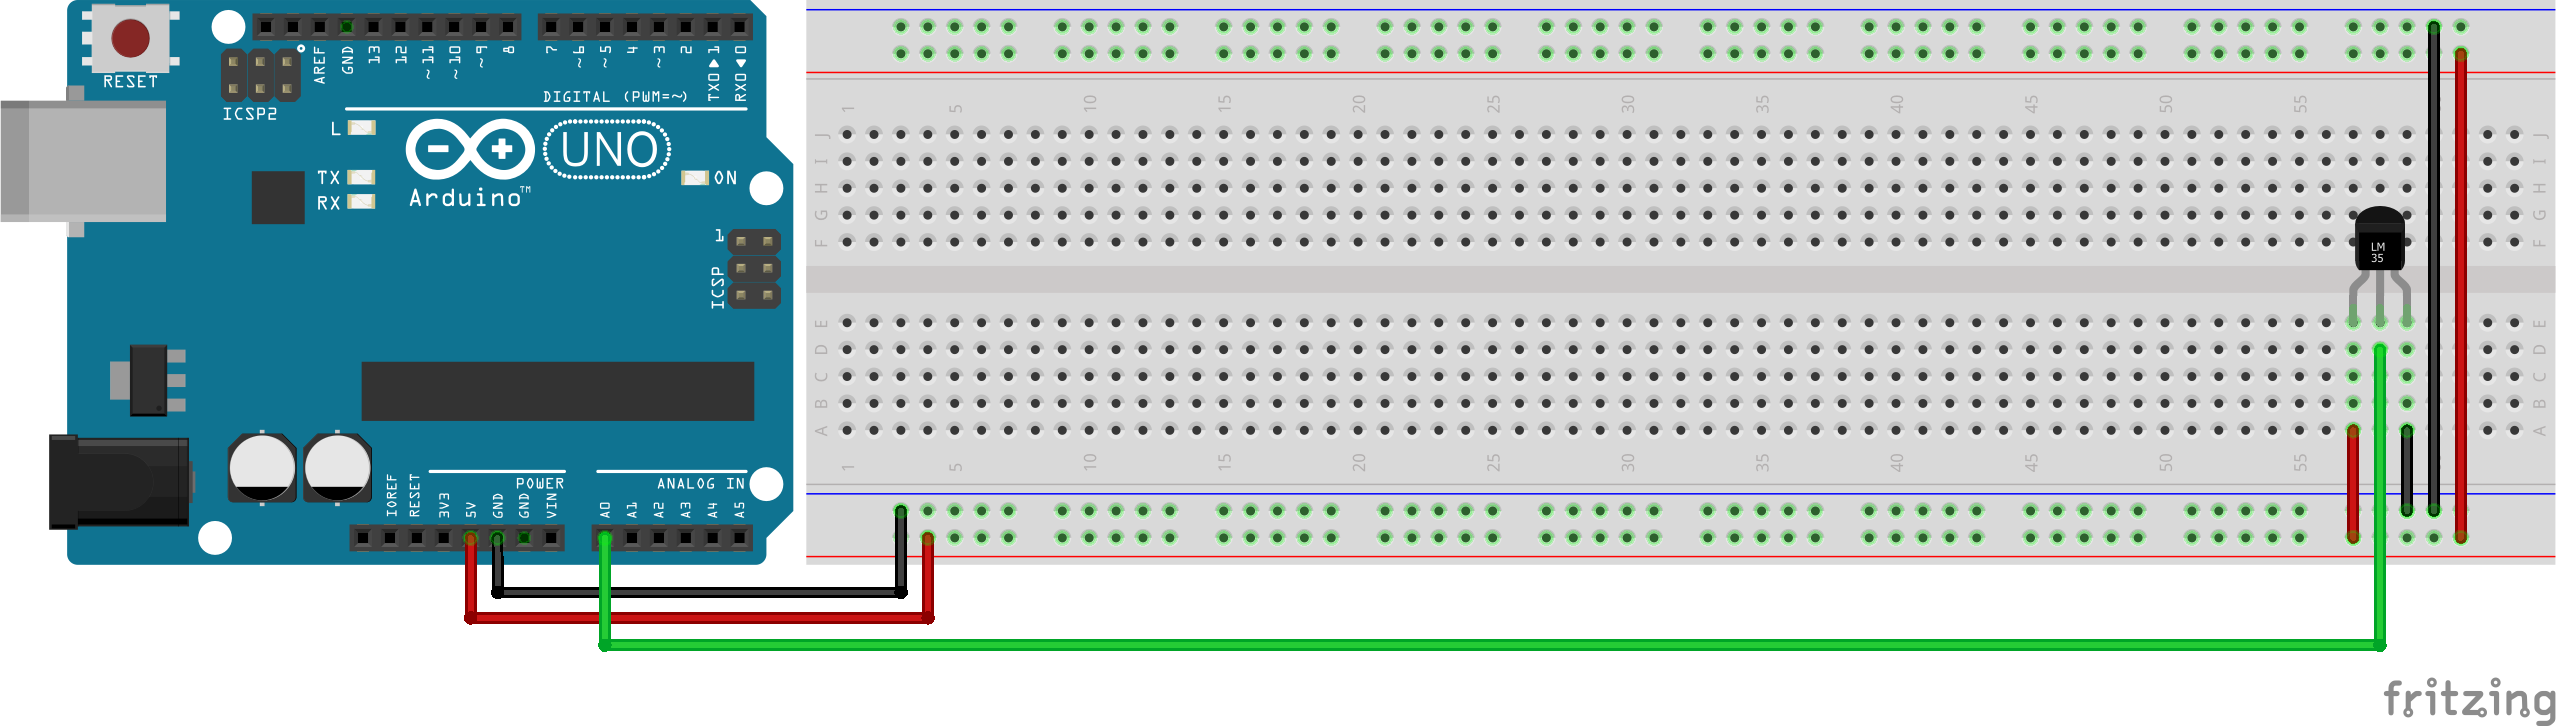 RESET
ICSP2
AREF
GND
13
12
~11
~10
~9
8
7
~6
~5
4
~3
2
TX0▶1
RX0◀0
DIGITAL (PWM=~)
L
TX
RX
Arduino™
UNO
ON
1
ICSP
IOREF
RESET
3V3
5V
GND
GND
VIN
POWER
A0
A1
A2
A3
A4
A5
ANALOG IN
1 5 10 15 20 25 30 35 40 45 50 55
J J
I I
H H
G G
F F
LM
35
E E
D D
C C
B B
A A
1 5 10 15 20 25 30 35 40 45 50 55
fritzing